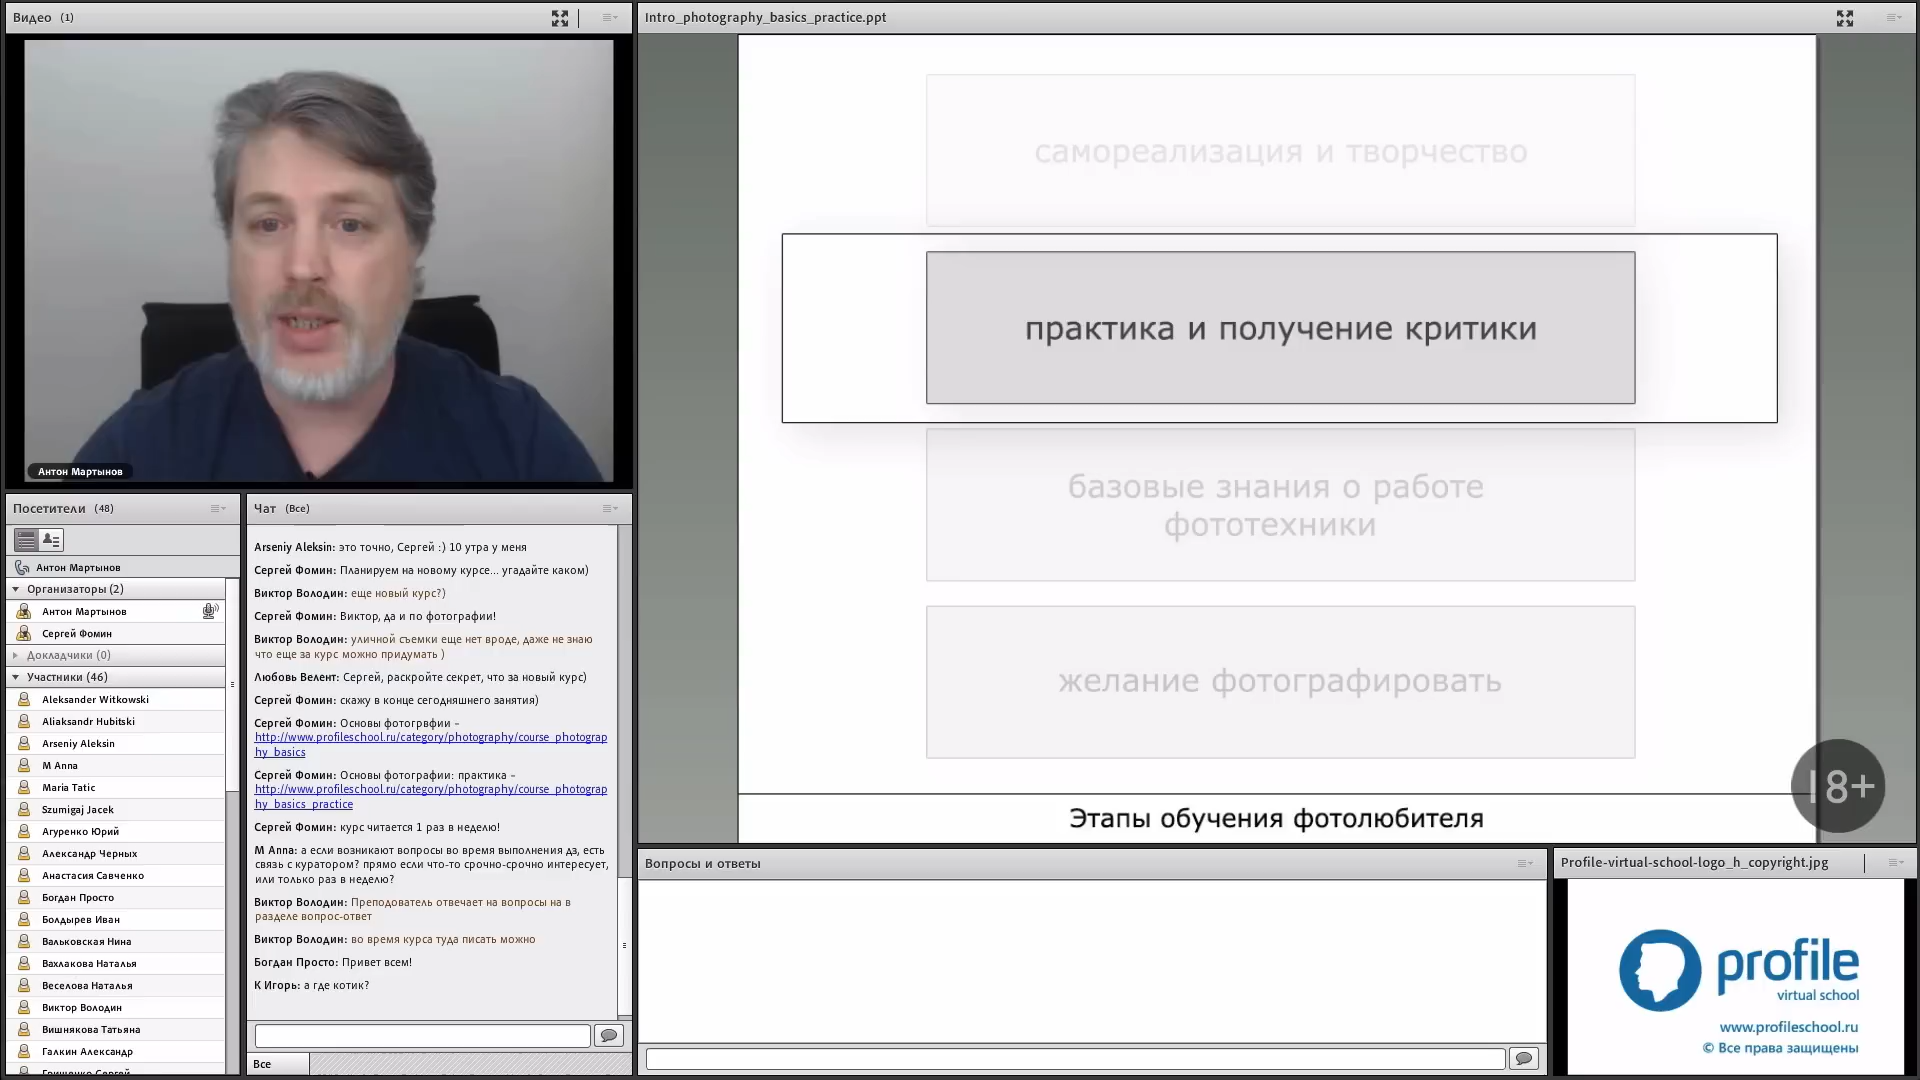 Видео (1)
Антон Мартынов
Посетители (48)
Антон Мартынов
Организаторы (2)
Антон Мартынов
Сергей Фомин
Докладчики (0)
Участники (46)
Aleksander Witkowski
Aliaksandr Hubitski
Arseniy Aleksin
M Anna
Maria Tatic
Szumigaj Jacek
Агуренко Юрий
Александр Черных
Анастасия Савченко
Богдан Просто
Болдырев Иван
Вальковская Нина
Вахлакова Наталья
Веселова Наталья
Виктор Володин
Вишнякова Татьяна
Галкин Александр
Чат (Все)
Arseniy Aleksin: это точно, Сергей :) 10 утра у меня
Сергей Фомин: Планируем на новому курсе... угадайте каком)
Виктор Володин: еще новый курс?)
Сергей Фомин: Виктор, да и по фотографии!
Виктор Володин: уличной съемки еще нет вроде, даже не знаю
что еще за курс можно придумать )
Любовь Велент: Сергей, раскройте секрет, что за новый курс)
Сергей Фомин: скажу в конце сегодняшнего занятия)
Сергей Фомин: Основы фотогрвфии –
http://www.profileschool.ru/category/photography/course_photograp
hy_basics
Сергей Фомин: Основы фотографии: практика –
http://www.profileschool.ru/category/photography/course_photograp
hy_basics_practice
Сергей Фомин: курс читается 1 раз в неделю!
M Anna: а если возникают вопросы во время выполнения дз, есть
связь с куратором? прямо если что-то срочно-срочно интересует,
или только раз в неделю?
Виктор Володин: Преподователь отвечает на вопросы на в
разделе вопрос-ответ
Виктор Володин: во время курса туда писать можно
Богдан Просто: Привет всем!
К Игорь: а где котик?
Все
Intro_photography_basics_practice.ppt
самореализация и творчество
практика и получение критики
базовые знания о работе
фототехники
желание фотографировать
18+
Этапы обучения фотолюбителя
Вопросы и ответы
Profile-virtual-school-logo_h_copyright.jpg
profile
virtual school
www.profileschool.ru
© Все права защищены